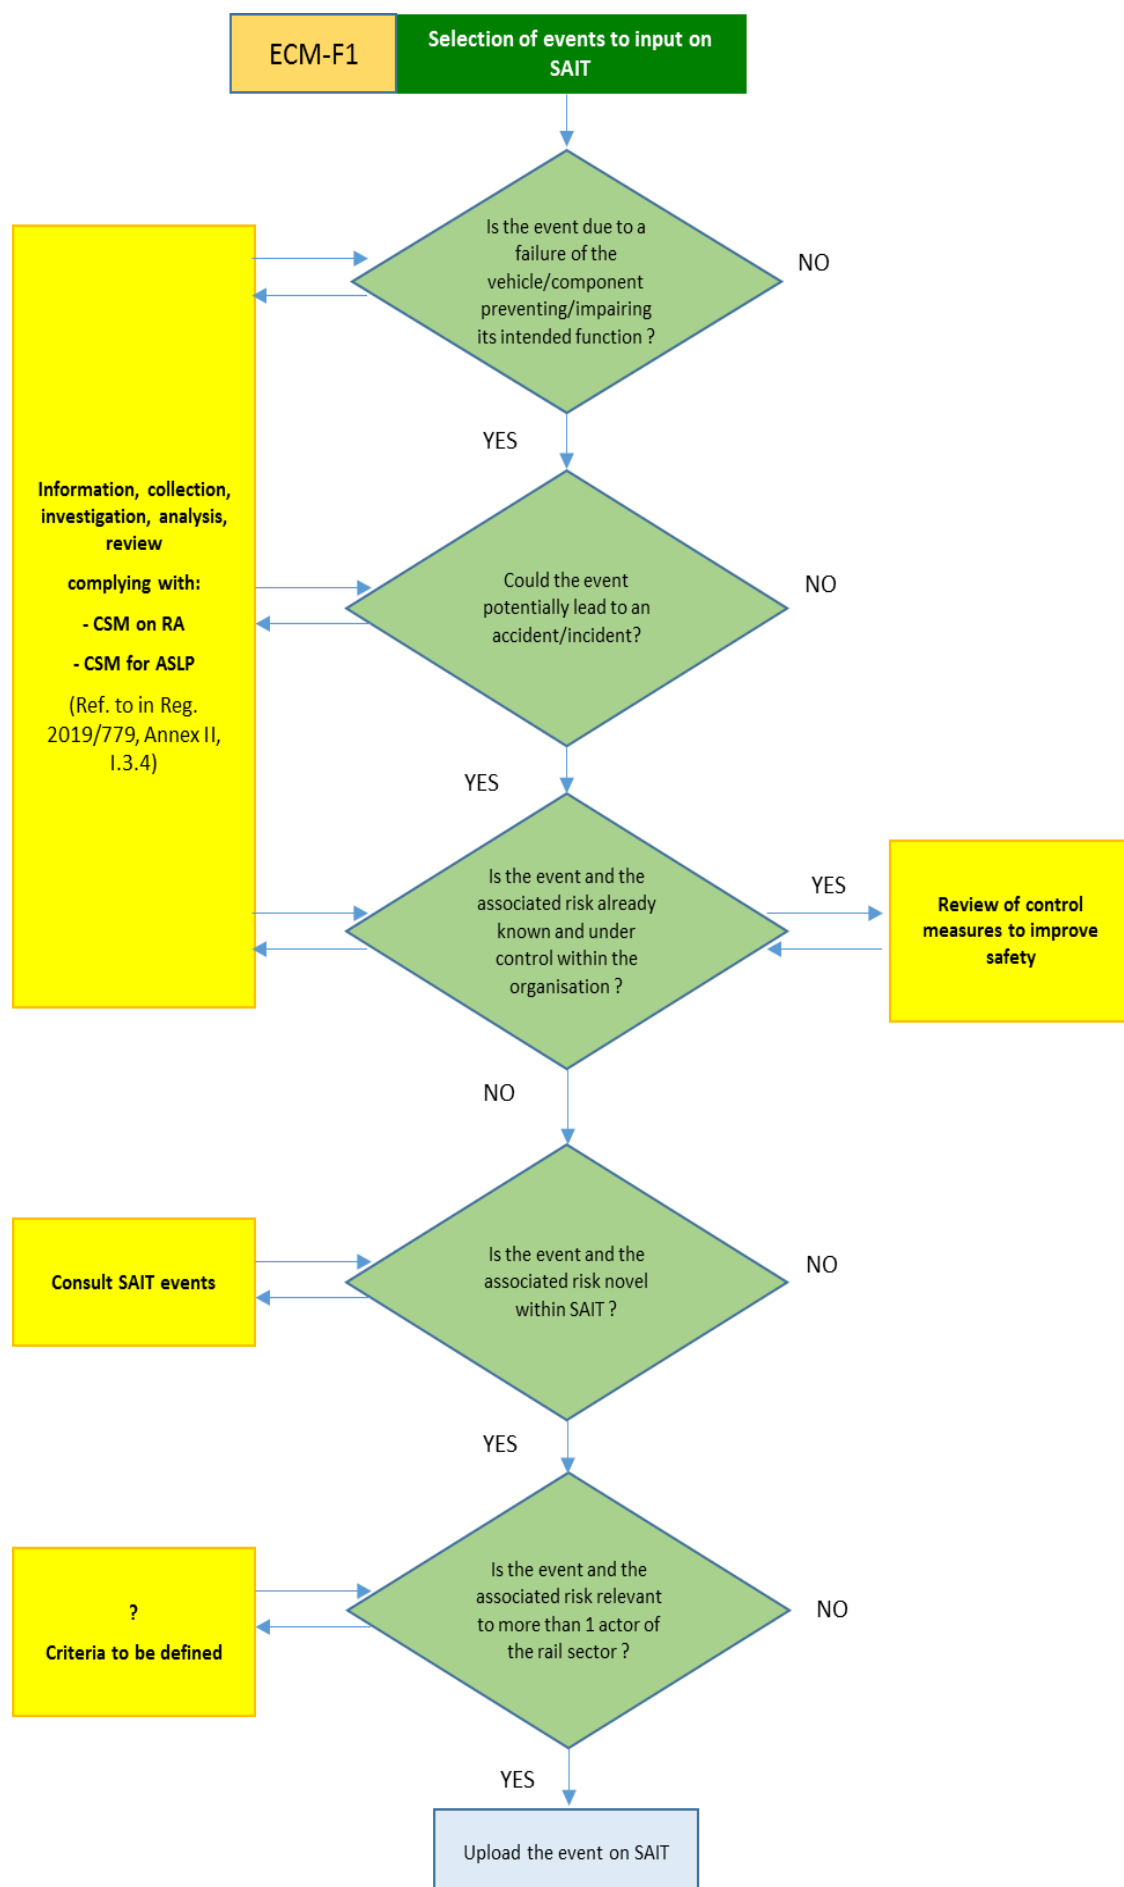 ECM-F1
Selection of events to input on
SAIT
Is the event due to a
failure of the
vehicle/component
preventing/impairing
its intended function ?
NO
YES
Information, collection,
investigation, analysis,
review
complying with:
- CSM on RA
- CSM for ASLP
(Ref. to in Reg.
2019/779, Annex II,
I.3.4)
Could the event
potentially lead to an
accident/incident?
NO
YES
Is the event and the
associated risk already
known and under
control within the
organisation ?
YES
Review of control
measures to improve
safety
NO
Consult SAIT events
Is the event and the
associated risk novel
within SAIT ?
NO
YES
?
Criteria to be defined
Is the event and the
associated risk relevant
to more than 1 actor of
the rail sector ?
NO
YES
Upload the event on SAIT